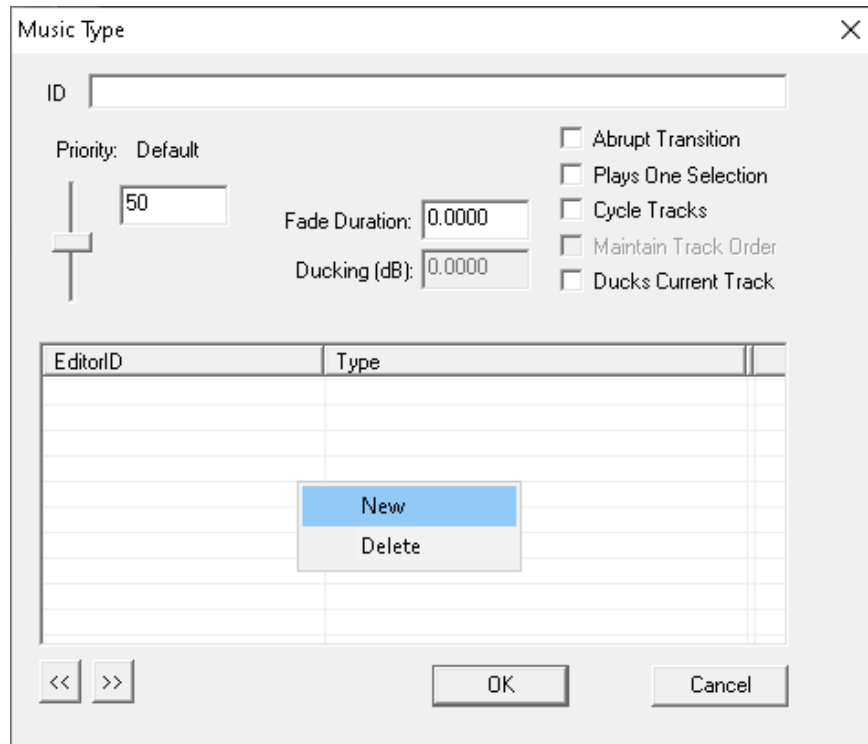 Music Type
ID
Priority: Default
50
Fade Duration: 0.0000
Ducking (dB): 0.0000
Abrupt Transition
Plays One Selection
Cycle Tracks
Maintain Track Order
Ducks Current Track
EditorID Type
New
Delete
<< >> OK Cancel